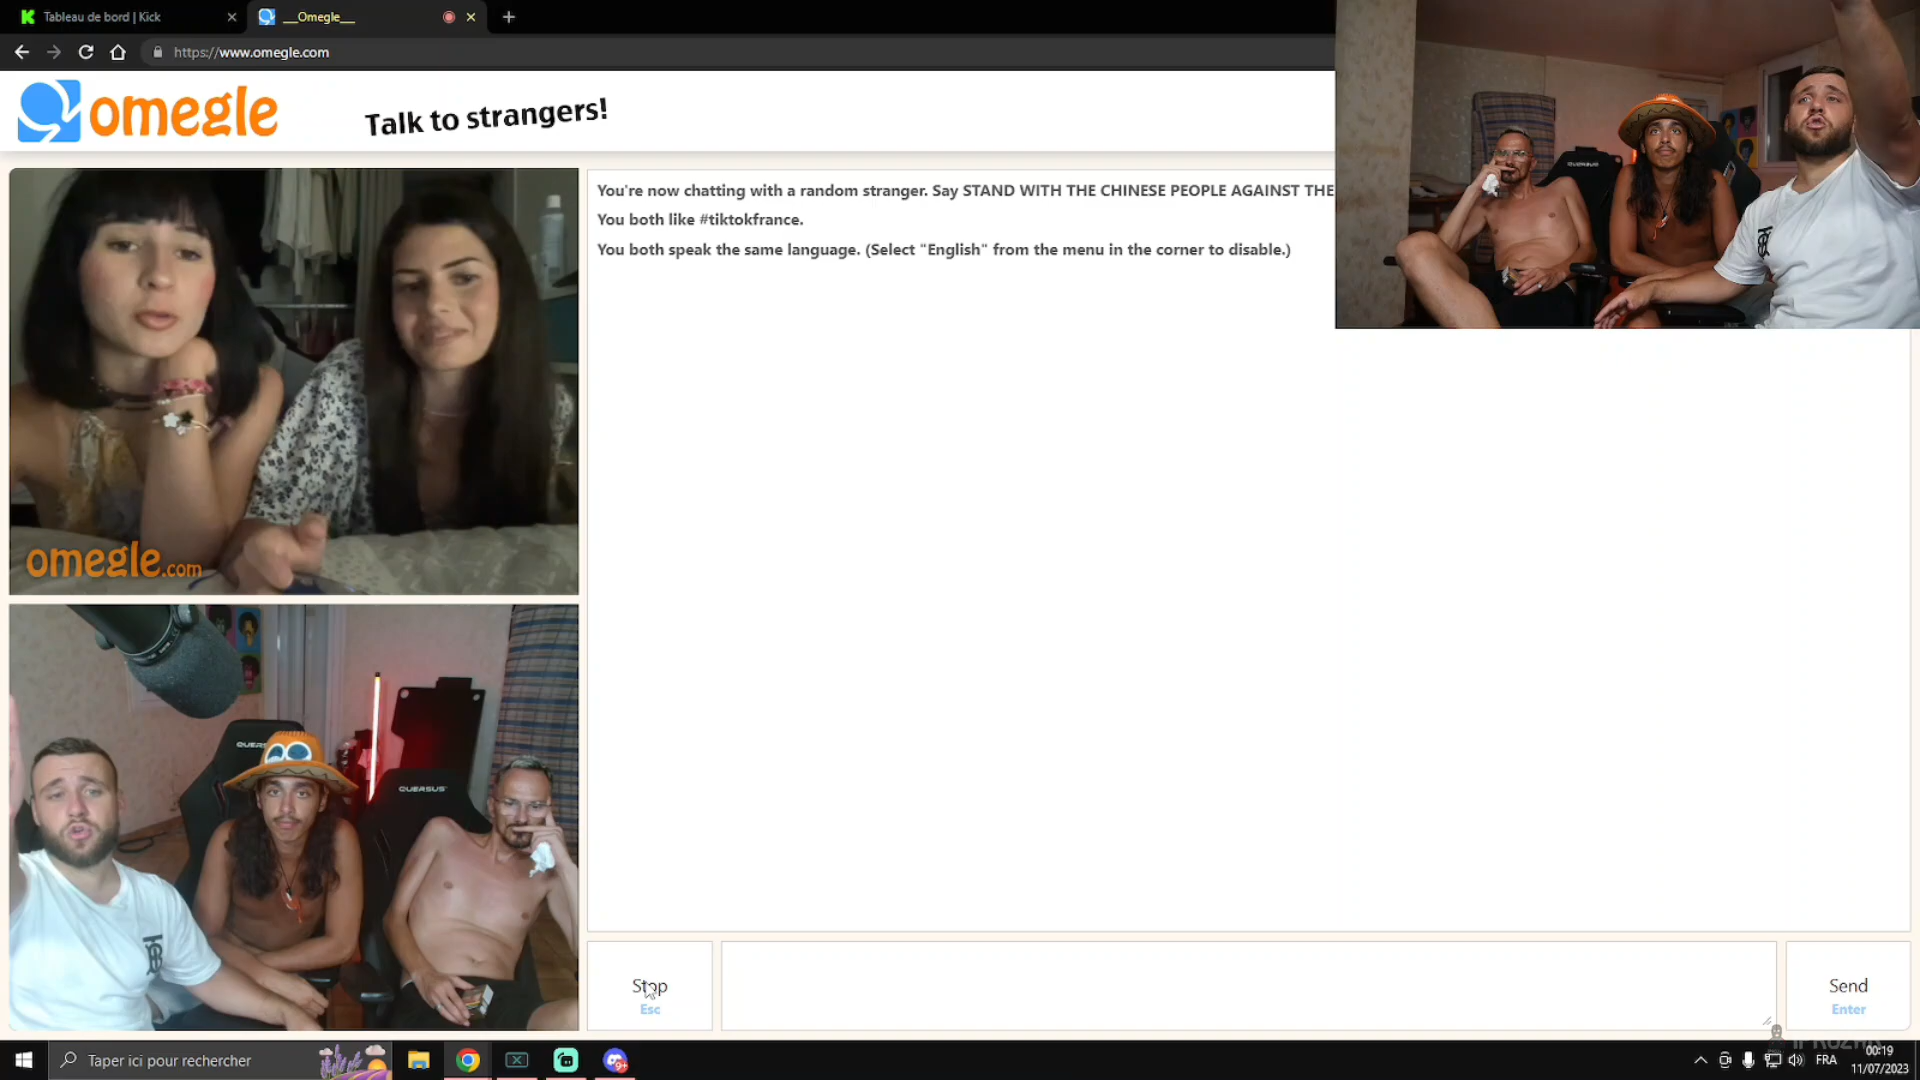 Tableau de bord | Kick
__Omegle__
https://www.omegle.com
omegle
Talk to strangers!
You're now chatting with a random stranger. Say STAND WITH THE CHINESE PEOPLE AGAINST THE
You both like #tiktokfrance.
You both speak the same language. (Select "English" from the menu in the corner to disable.)
QUERSUS
omegle.com
QUERSUS
Stop
Esc
Send
Enter
Taper ici pour rechercher
9+
FRA
00:19
11/07/2023